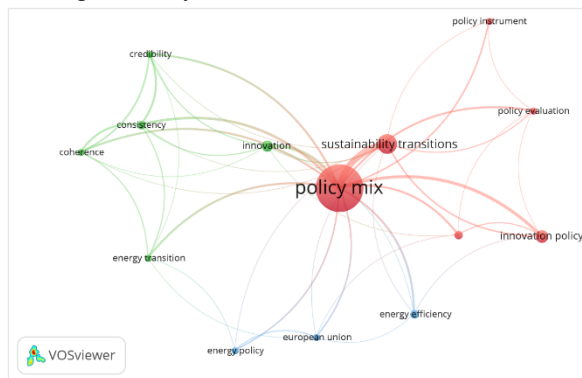 policy instrument
credibility
policy evaluation
consistency
coherence
innovation
sustainability transitions
policy mix
innovation policy
energy transition
energy efficiency
european union
energy policy
VOSviewer